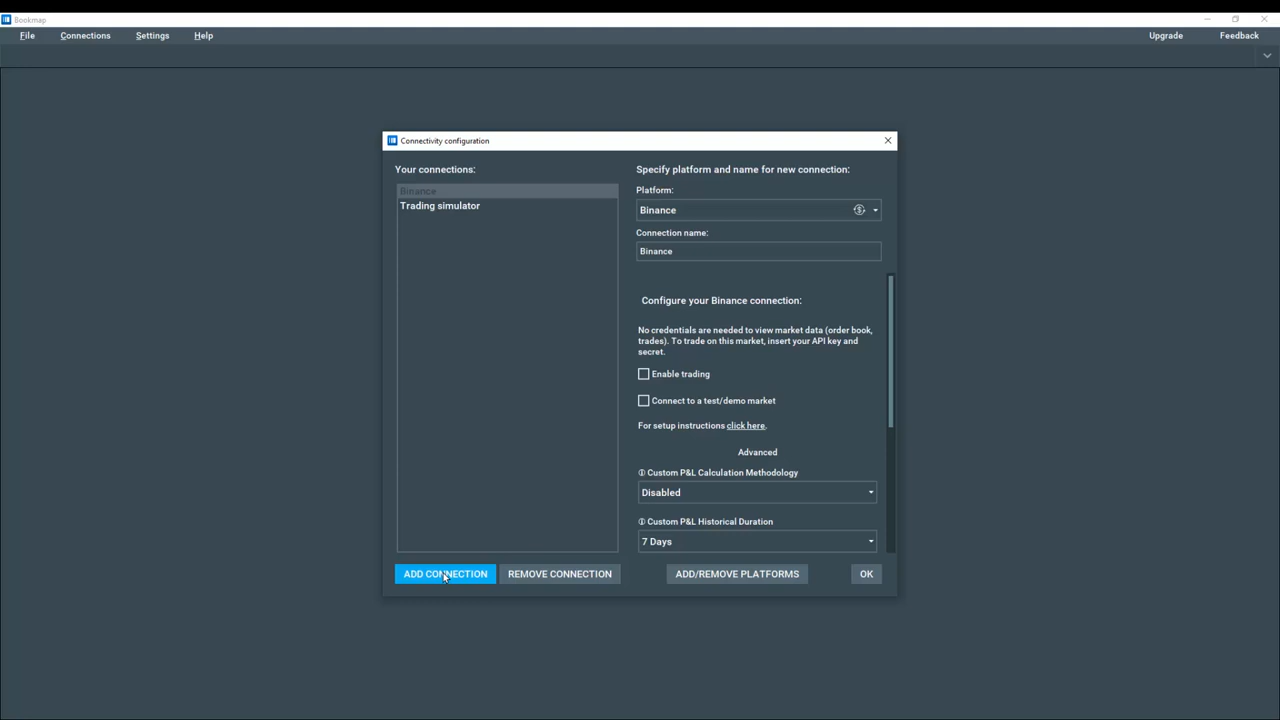 Bookmap
File Connections Settings Help Upgrade Feedback
Connectivity configuration
Your connections:
Binance
Trading simulator
Specify platform and name for new connection:
Platform:
Binance
Connection name:
Binance
Configure your Binance connection:
No credentials are needed to view market data (order book,
trades). To trade on this market, insert your API key and
secret.
Enable trading
Connect to a test/demo market
For setup instructions click here.
Advanced
Custom P&L Calculation Methodology
Disabled
Custom P&L Historical Duration
7 Days
ADD CONNECTION REMOVE CONNECTION ADD/REMOVE PLATFORMS OK